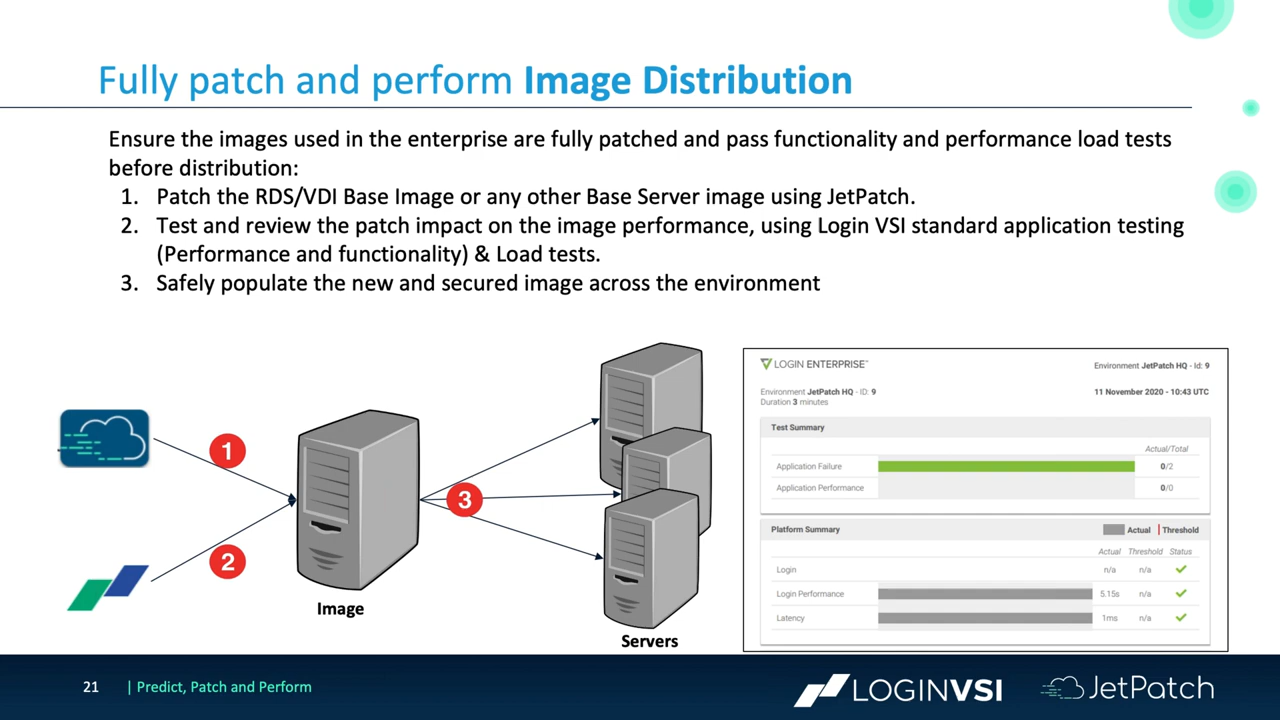 Fully patch and perform Image Distribution
Ensure the images used in the enterprise are fully patched and pass functionality and performance load tests
before distribution:
1. Patch the RDS/VDI Base Image or any other Base Server image using JetPatch.
2. Test and review the patch impact on the image performance, using Login VSI standard application testing
(Performance and functionality) & Load tests.
3. Safely populate the new and secured image across the environment
1
2
3
Image
Servers
LOGIN ENTERPRISE™
Environment JetPatch HQ - Id: 9
Environment JetPatch HQ - ID: 9
Duration 3 minutes
11 November 2020 - 10:43 UTC
Test Summary
Actual/Total
Application Failure 0/2
Application Performance 0/0
Platform Summary
Actual Threshold
Actual Threshold Status
Login n/a n/a
Login Performance 5.15s n/a
Latency 1ms n/a
21 | Predict, Patch and Perform
LOGINVSI
JetPatch